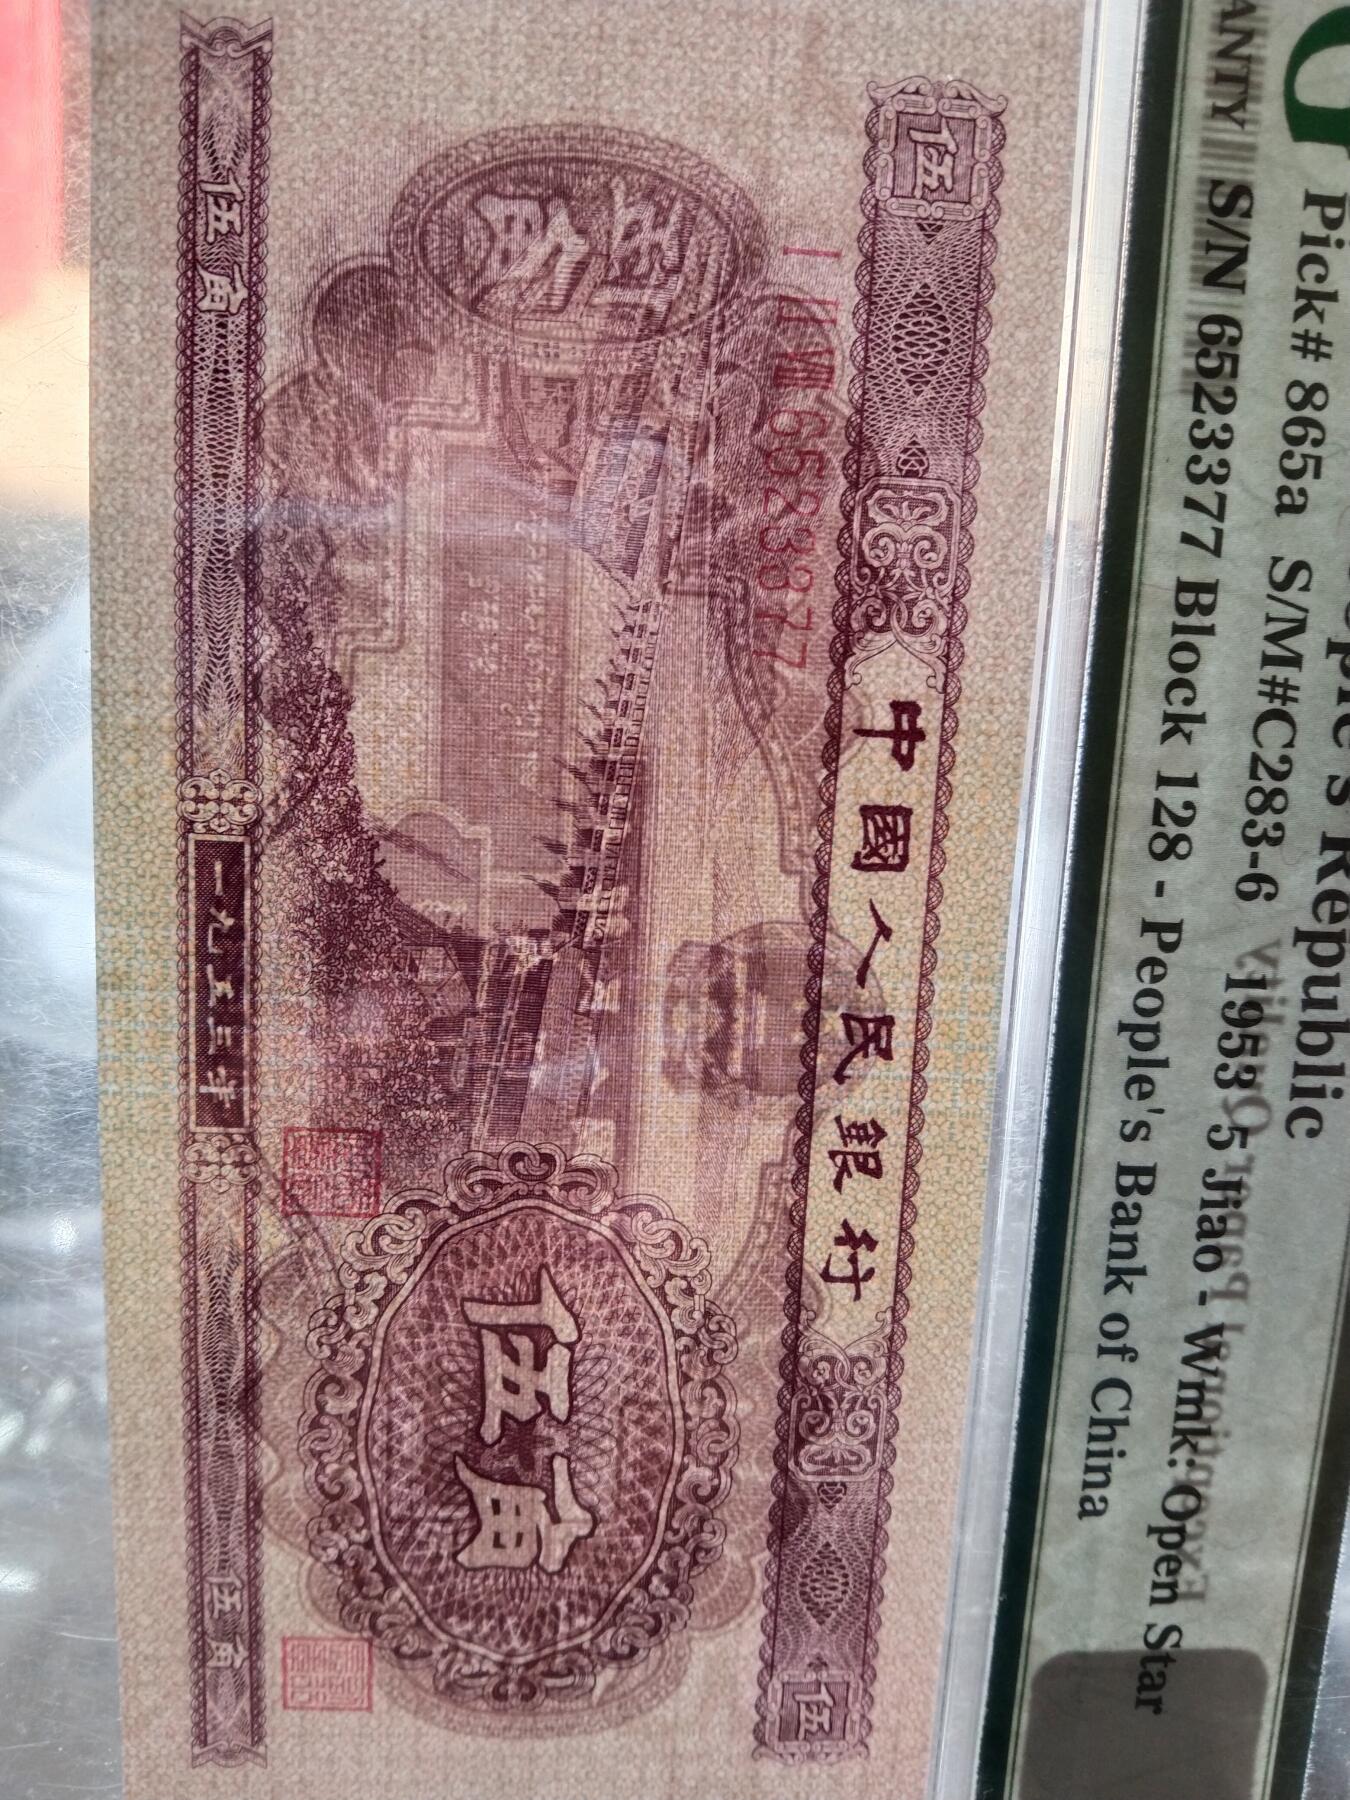 People's Republic
Pick# 865a S/M#C283-6 1953 5 Jiao - Wmk: Open Star
S/N 6523377 Block 128 - People's Bank of China
中國人民銀行
伍
伍
I II VIII 6523377
伍角
伍角
伍角
一九五三年
伍角